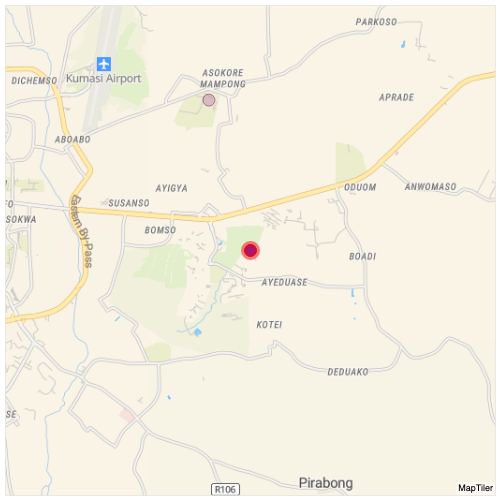 PARKOSO
DICHEMSO
Kumasi Airport
ASOKORE
MAMPONG
APRADE
ABOABO
AYIGYA
ODUOM
ANWOMASO
SUSANSO
SOKWA
Eastern By-Pass
BOMSO
BOADI
AYEDUASE
KOTEI
DEDUAKO
SE
Pirabong
R106
MapTiler